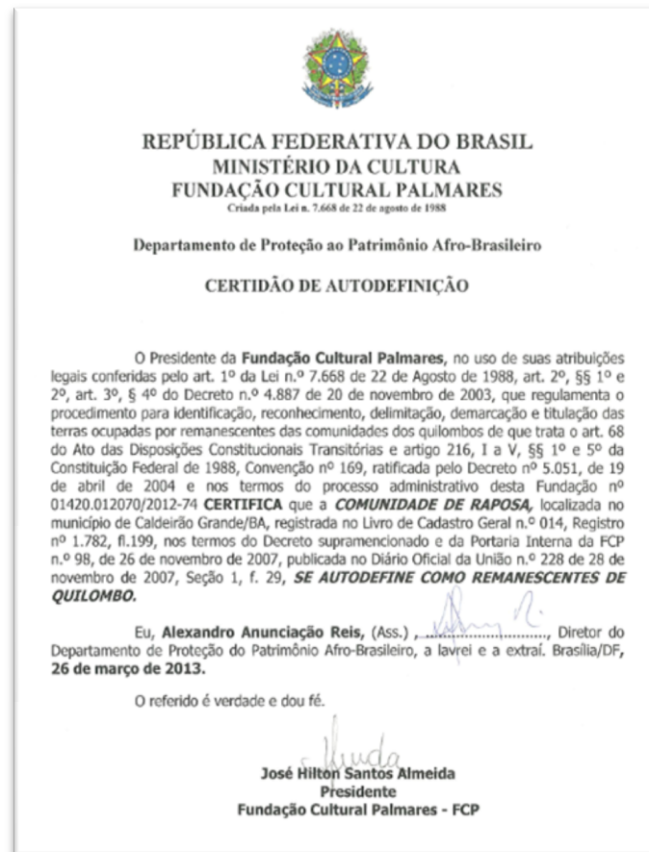 REPÚBLICA FEDERATIVA DO BRASIL
MINISTÉRIO DA CULTURA
FUNDAÇÃO CULTURAL PALMARES
Criada pela Lei n. 7.668 de 22 de agosto de 1988
Departamento de Proteção ao Patrimônio Afro-Brasileiro
CERTIDÃO DE AUTODEFINIÇÃO
O Presidente da Fundação Cultural Palmares, no uso de suas atribuições
legais conferidas pelo art. 1º da Lei n.º 7.668 de 22 de Agosto de 1988, art. 2º, §§ 1º e
2º, art. 3º, § 4º do Decreto n.º 4.887 de 20 de novembro de 2003, que regulamenta o
procedimento para identificação, reconhecimento, delimitação, demarcação e titulação das
terras ocupadas por remanescentes das comunidades dos quilombos de que trata o art. 68
do Ato das Disposições Constitucionais Transitórias e artigo 216, I a V, §§ 1º e 5º da
Constituição Federal de 1988, Convenção nº 169, ratificada pelo Decreto nº 5.051, de 19
de abril de 2004 e nos termos do processo administrativo desta Fundação nº
01420.012070/2012-74 CERTIFICA que a COMUNIDADE DE RAPOSA, localizada no
município de Caldeirão Grande/BA, registrada no Livro de Cadastro Geral n.º 014, Registro
nº 1.782, fl.199, nos termos do Decreto supramencionado e da Portaria Interna da FCP
n.º 98, de 26 de novembro de 2007, publicada no Diário Oficial da União n.º 228 de 28 de
novembro de 2007, Seção 1, f. 29, SE AUTODEFINE COMO REMANESCENTES DE
QUILOMBO.
Eu, Alexandro Anunciação Reis, (Ass.) , ............................., Diretor do
Departamento de Proteção do Patrimônio Afro-Brasileiro, a lavrei e a extraí. Brasília/DF,
26 de março de 2013.
O referido é verdade e dou fé.
José Hilton Santos Almeida
Presidente
Fundação Cultural Palmares - FCP